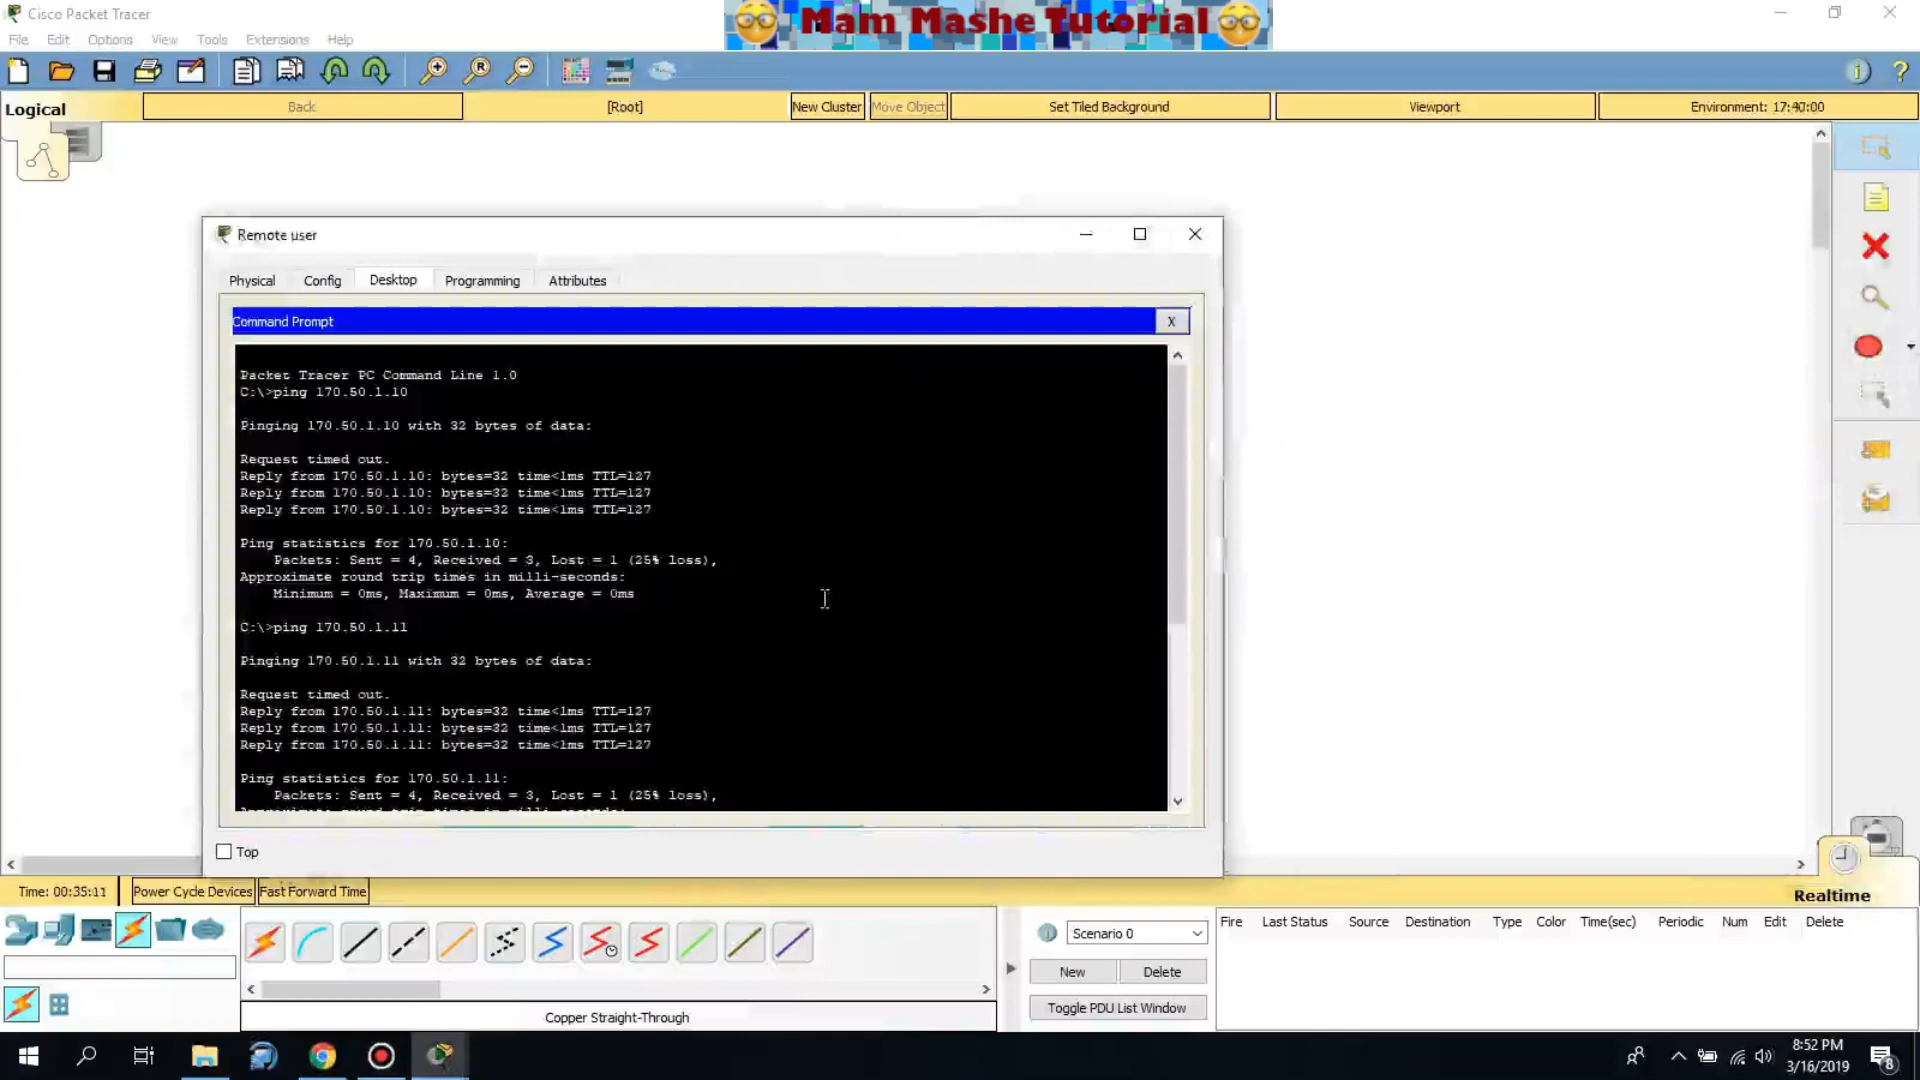 Cisco Packet Tracer
Mam Mashe Tutorial
File Edit Options View Tools Extensions Help
Logical
Back
[Root]
New Cluster
Move Object
Set Tiled Background
Viewport
Environment: 17:40:00
Remote user
Physical Config Desktop Programming Attributes
Command Prompt
X
Packet Tracer PC Command Line 1.0
C:\>ping 170.50.1.10
Pinging 170.50.1.10 with 32 bytes of data:
Request timed out.
Reply from 170.50.1.10: bytes=32 time<1ms TTL=127
Reply from 170.50.1.10: bytes=32 time<1ms TTL=127
Reply from 170.50.1.10: bytes=32 time<1ms TTL=127
Ping statistics for 170.50.1.10:
Packets: Sent = 4, Received = 3, Lost = 1 (25% loss),
Approximate round trip times in milli-seconds:
Minimum = 0ms, Maximum = 0ms, Average = 0ms
C:\>ping 170.50.1.11
Pinging 170.50.1.11 with 32 bytes of data:
Request timed out.
Reply from 170.50.1.11: bytes=32 time<1ms TTL=127
Reply from 170.50.1.11: bytes=32 time<1ms TTL=127
Reply from 170.50.1.11: bytes=32 time<1ms TTL=127
Ping statistics for 170.50.1.11:
Packets: Sent = 4, Received = 3, Lost = 1 (25% loss),
Top
Time: 00:35:11
Power Cycle Devices
Fast Forward Time
Realtime
Scenario 0
New
Delete
Toggle PDU List Window
Fire Last Status Source Destination Type Color Time(sec) Periodic Num Edit Delete
Copper Straight-Through
8:52 PM
3/16/2019
8